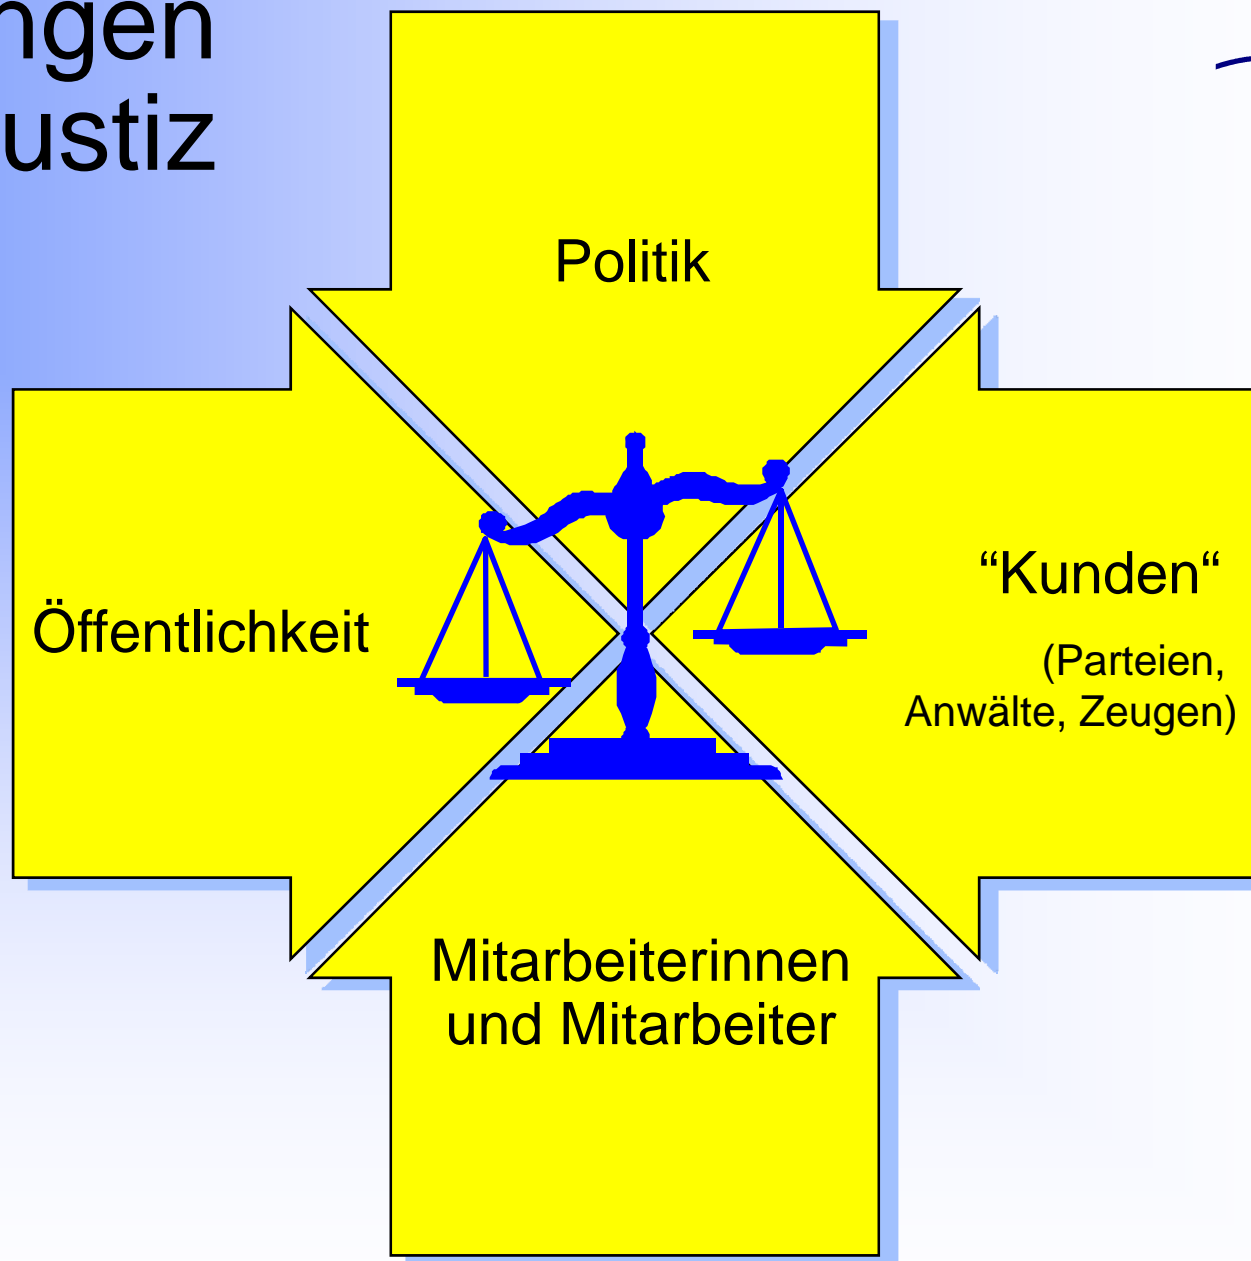 ngen
ustiz
Politik
Öffentlichkeit
“Kunden“
(Parteien,
Anwälte, Zeugen)
Mitarbeiterinnen
und Mitarbeiter